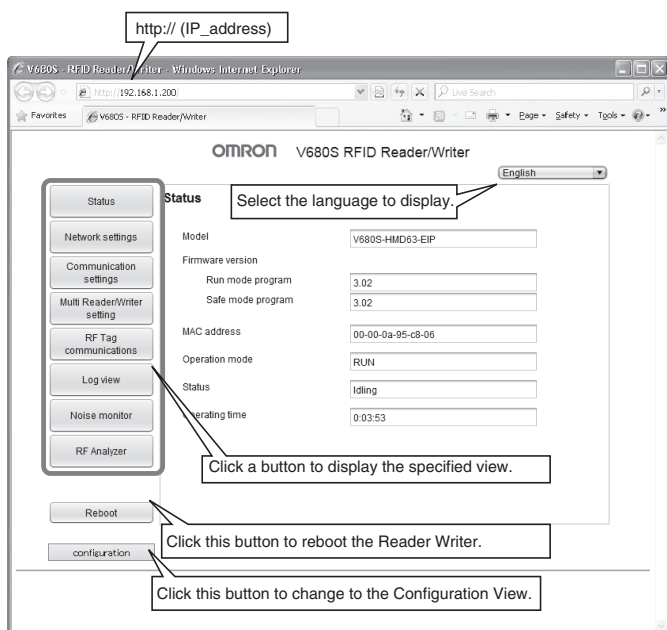 http:// (IP_address)
V680S - RFID Reader/Writer - Windows Internet Explorer
http://192.168.1.200/
Live Search
Favorites
V680S - RFID Reader/Writer
Page
Safety
Tools
»
OMRON V680S RFID Reader/Writer
English
Select the language to display.
Status
Network settings
Communication
settings
Multi Reader/Writer
setting
RF Tag
communications
Log view
Noise monitor
RF Analyzer
Reboot
configuration
Status
Model
V680S-HMD63-EIP
Firmware version
Run mode program
3.02
Safe mode program
3.02
MAC address
00-00-0a-95-c8-06
Operation mode
RUN
Status
Idling
Operating time
0:03:53
Click a button to display the specified view.
Click this button to reboot the Reader Writer.
Click this button to change to the Configuration View.